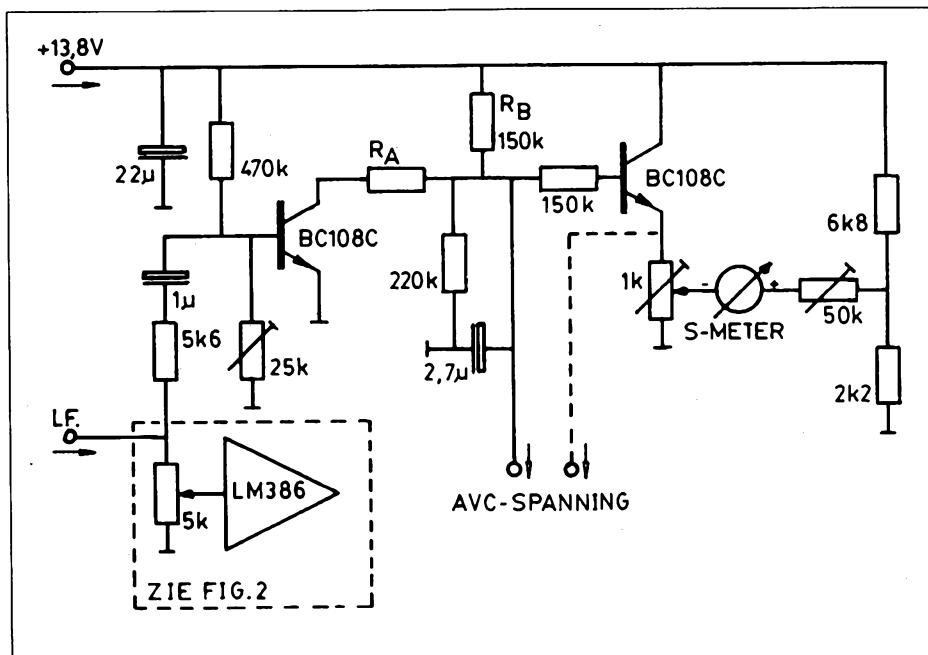 +13,8V
22µ
470k
R_A
R_B
150k
150k
BC108C
BC108C
6k8
1µ
220k
1k
-
+
S-METER
50k
5k6
25k
2,7µ
2k2
LF.
LM386
5k
AVC-SPANNING
ZIE FIG.2